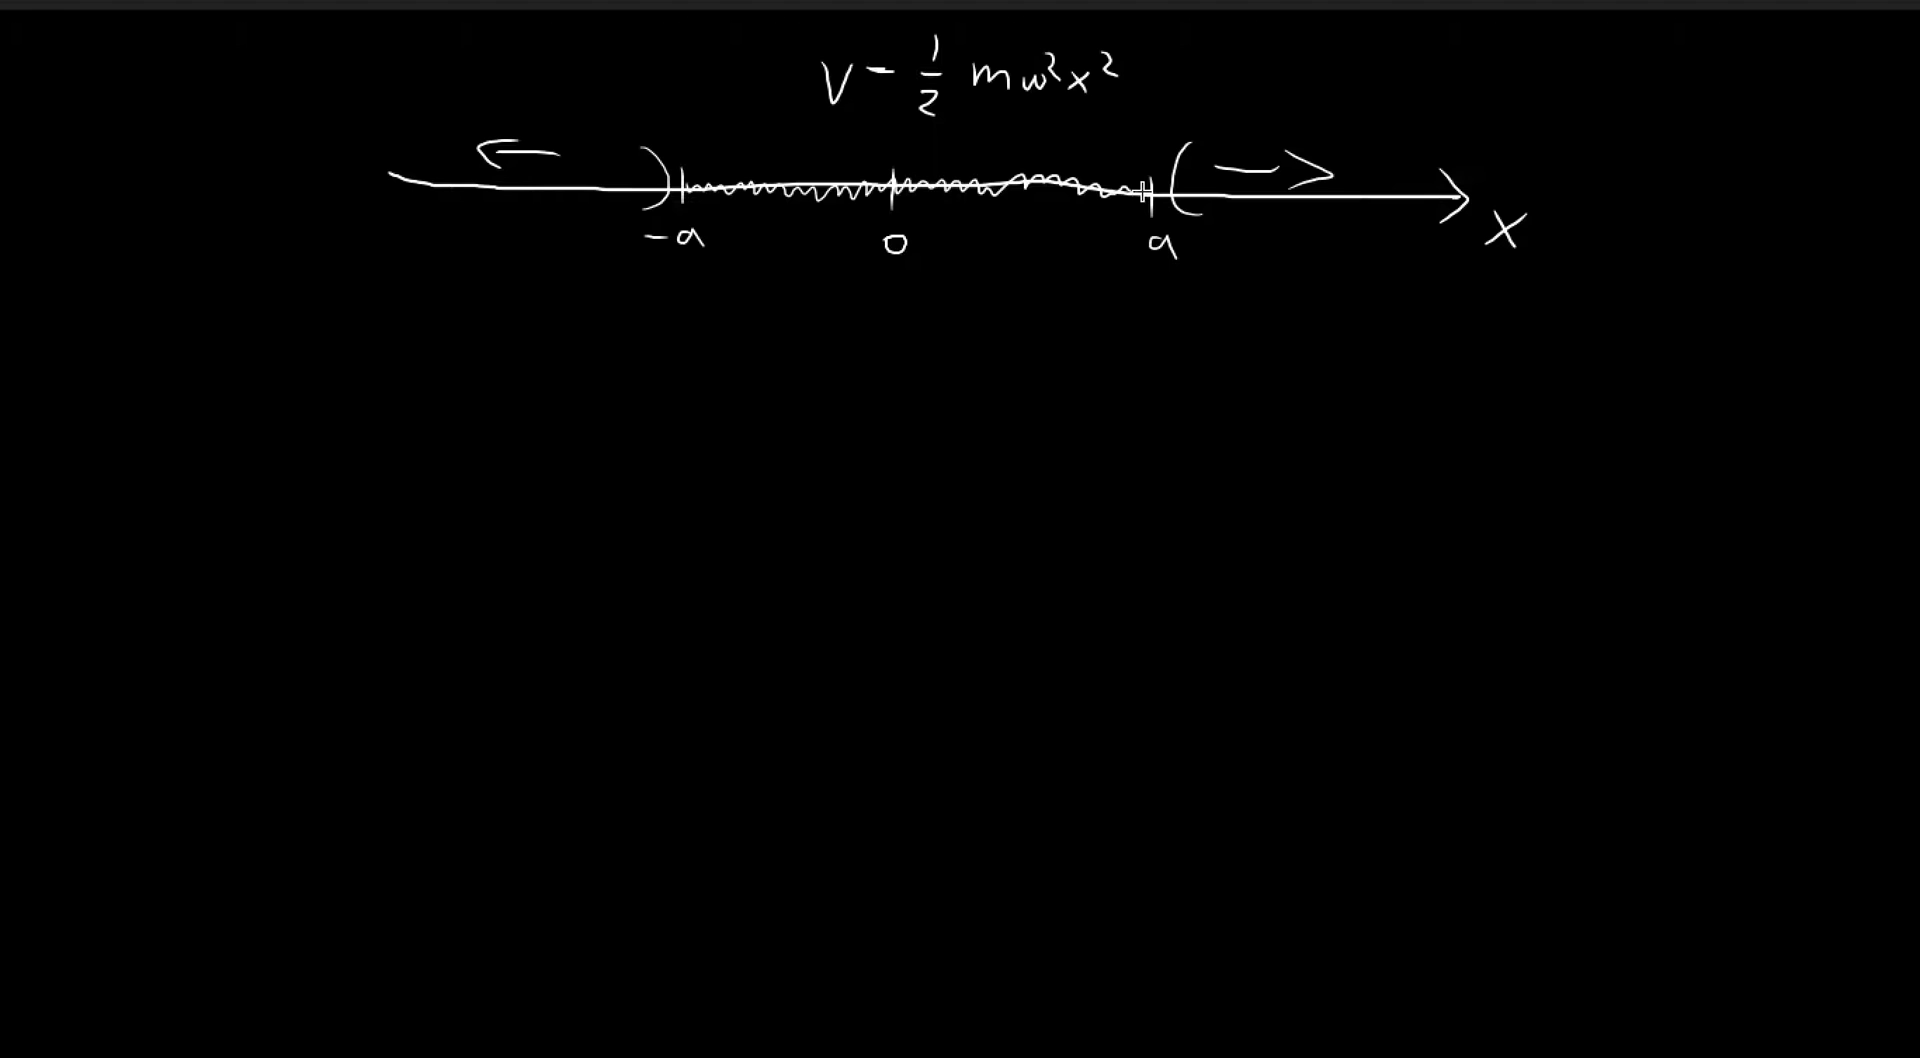 V = 1/2 mω²x²
-a 0 a x